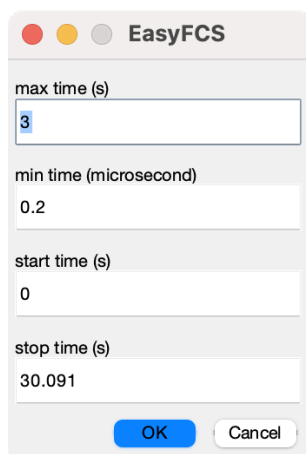 EasyFCS
max time (s)
3
min time (microsecond)
0.2
start time (s)
0
stop time (s)
30.091
OK Cancel